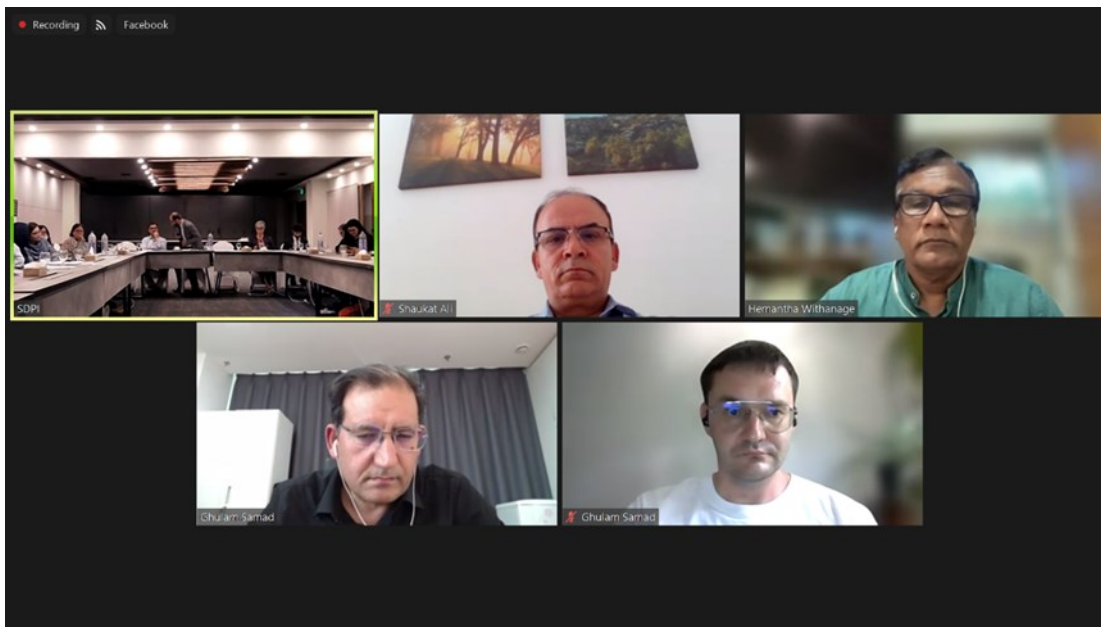 Recording
Facebook
SDPI
Shaukat Ali
Hemantha Withanage
Ghulam Samad
Ghulam Samad